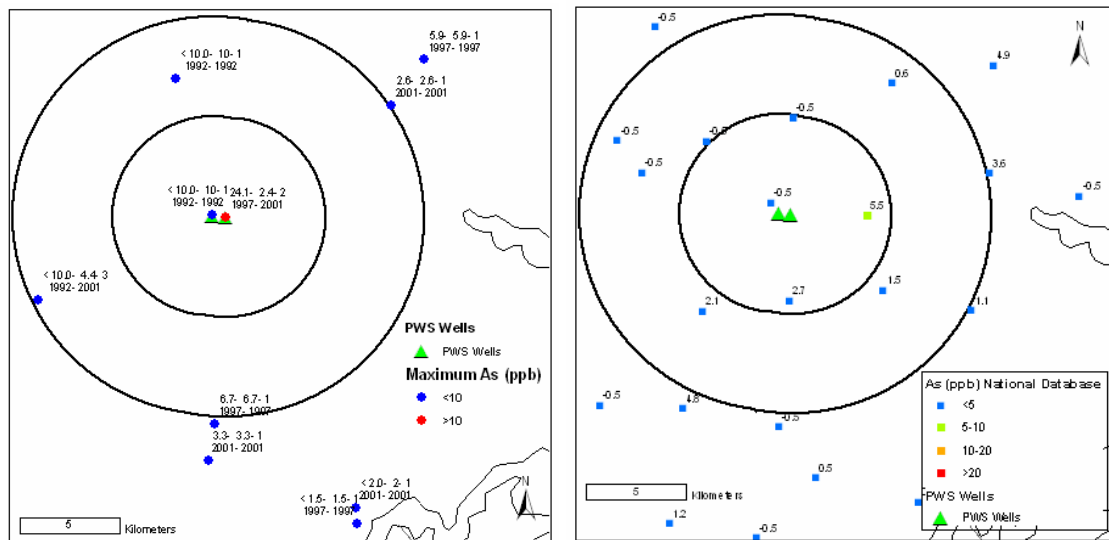 < 10.0- 10- 1
1992- 1992
5.9- 5.9- 1
1997- 1997
2.6- 2.6- 1
2001- 2001
< 10.0- 10- 1
1992- 1992
24.1- 2.4- 2
1997- 2001
< 10.0- 4.4- 3
1992- 2001
PWS Wells
PWS Wells
Maximum As (ppb)
<10
>10
6.7- 6.7- 1
1997- 1997
3.3- 3.3- 1
2001- 2001
< 2.0- 2- 1
2001- 2001
< 1.5- 1.5- 1
1997- 1997
N
5
Kilometers
-0.5
N
4.9
0.6
-0.5
-0.5
-0.5
-0.5
3.6
-0.5
-0.5
5.5
1.5
2.7
2.1
1.1
-0.5
4.8
-0.5
0.5
1.2
-0.5
5
Kilometers
As (ppb) National Database
<5
5-10
10-20
>20
PWS Wells
PWS Wells